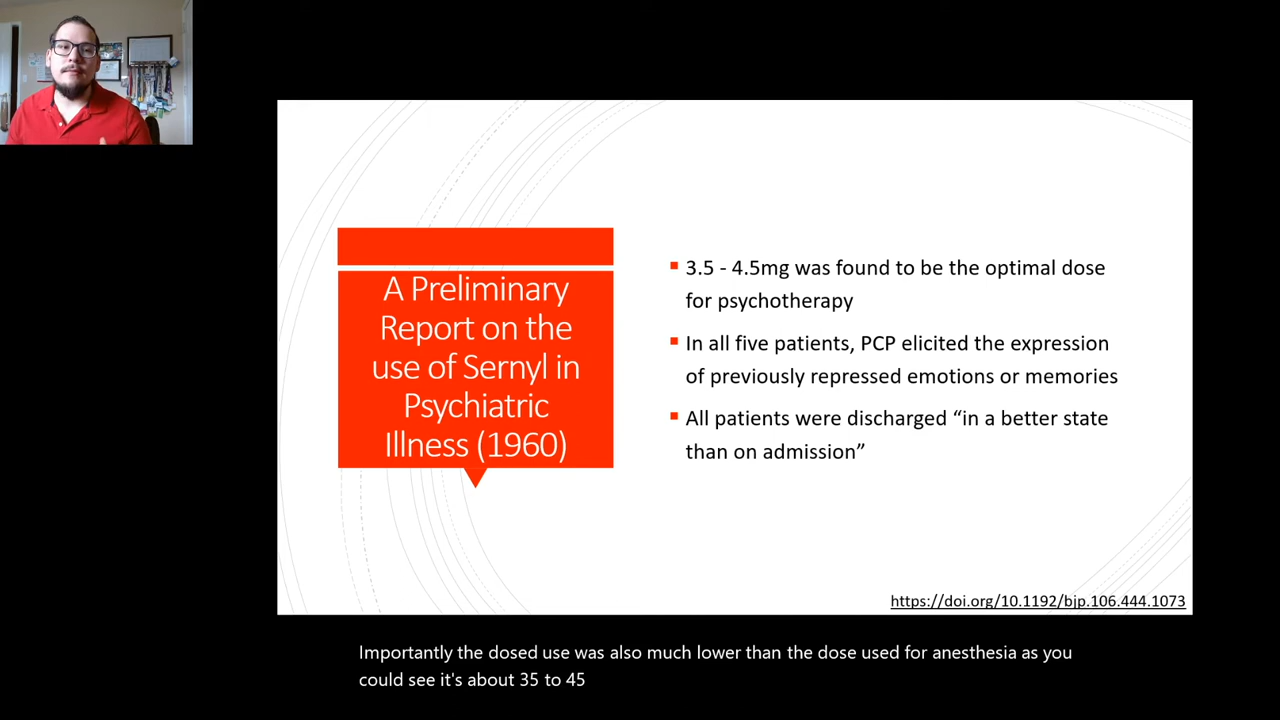 A Preliminary
Report on the
use of Sernyl in
Psychiatric
Illness (1960)
▪ 3.5 - 4.5mg was found to be the optimal dose
for psychotherapy
▪ In all five patients, PCP elicited the expression
of previously repressed emotions or memories
▪ All patients were discharged “in a better state
than on admission”
https://doi.org/10.1192/bjp.106.444.1073
Importantly the dosed use was also much lower than the dose used for anesthesia as you
could see it's about 35 to 45